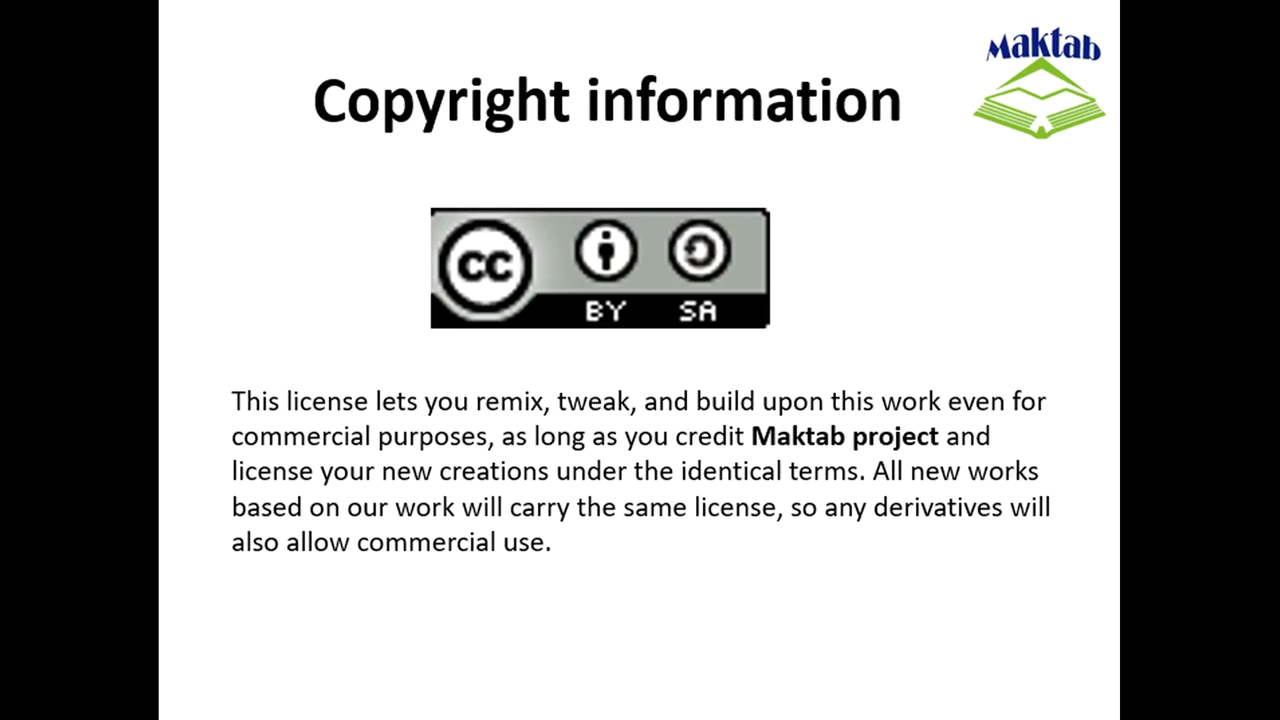 Maktab
Copyright information
CC
BY SA
This license lets you remix, tweak, and build upon this work even for
commercial purposes, as long as you credit Maktab project and
license your new creations under the identical terms. All new works
based on our work will carry the same license, so any derivatives will
also allow commercial use.